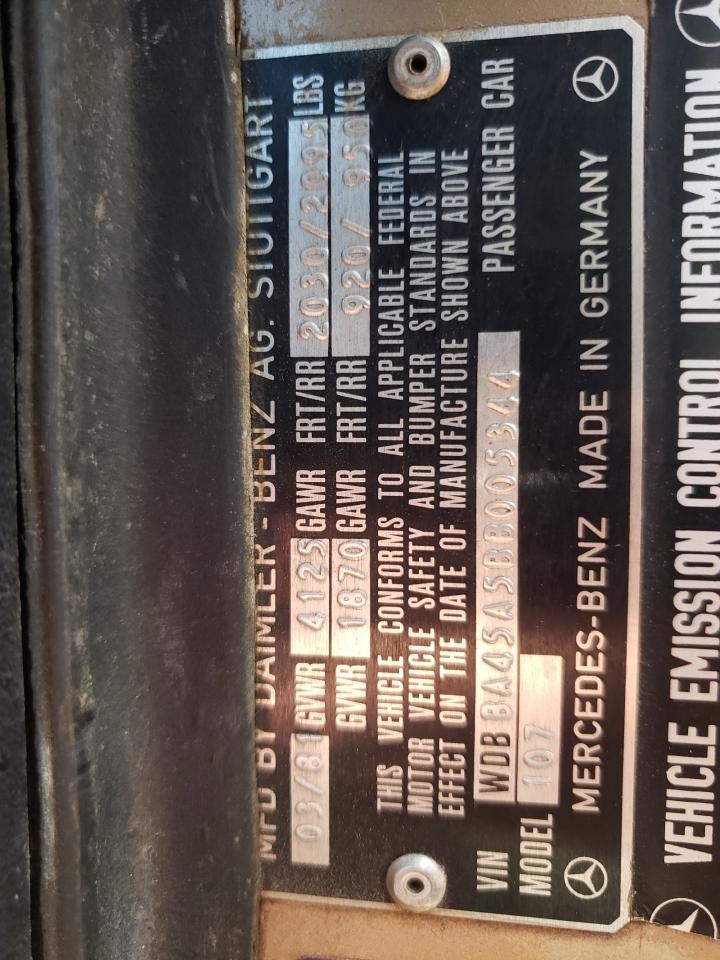 MFD BY DAIMLER - BENZ AG. STUTTGART
03/81 GVWR 4125 GAWR FRT/RR 2030/2095 LBS
GVWR 1870 GAWR FRT/RR 920/ 950 KG
THIS VEHICLE CONFORMS TO ALL APPLICABLE FEDERAL
MOTOR VEHICLE SAFETY AND BUMPER STANDARDS IN
EFFECT ON THE DATE OF MANUFACTURE SHOWN ABOVE
VIN WDB BA45A5BB005344 PASSENGER CAR
MODEL 107
MERCEDES-BENZ MADE IN GERMANY
VEHICLE EMISSION CONTROL INFORMATION